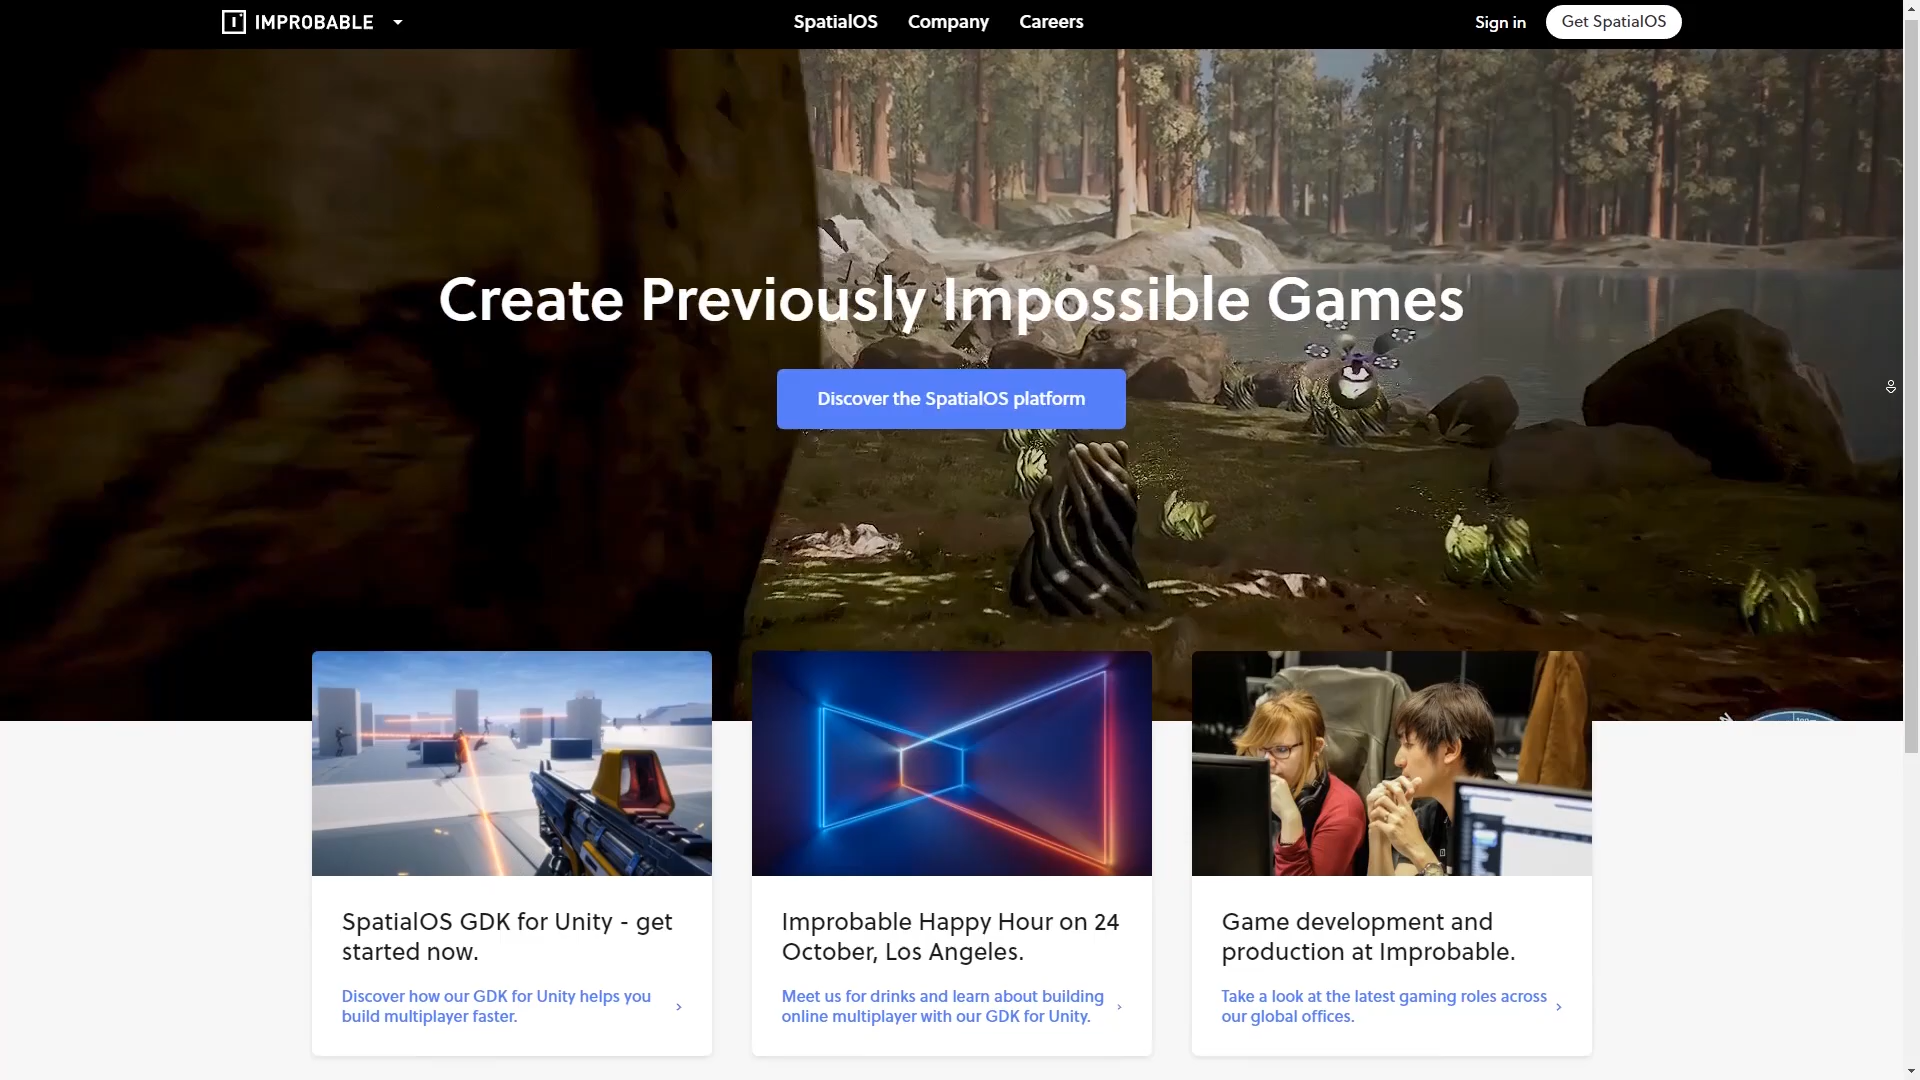 IMPROBABLE
SpatialOS
Company
Careers
Sign in
Get SpatialOS
Create Previously Impossible Games
Discover the SpatialOS platform
SpatialOS GDK for Unity - get
started now.
Discover how our GDK for Unity helps you
build multiplayer faster.
Improbable Happy Hour on 24
October, Los Angeles.
Meet us for drinks and learn about building
online multiplayer with our GDK for Unity.
Game development and
production at Improbable.
Take a look at the latest gaming roles across
our global offices.